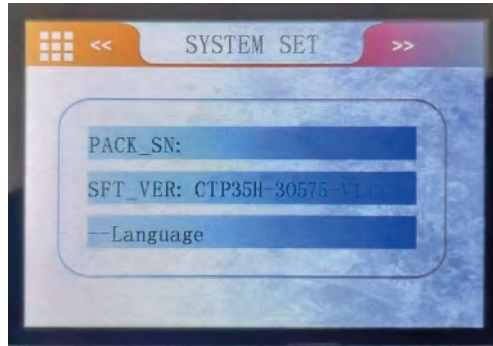 << SYSTEM SET >>
PACK_SN:
SFT_VER: CTP35H-30575-V1
--Language